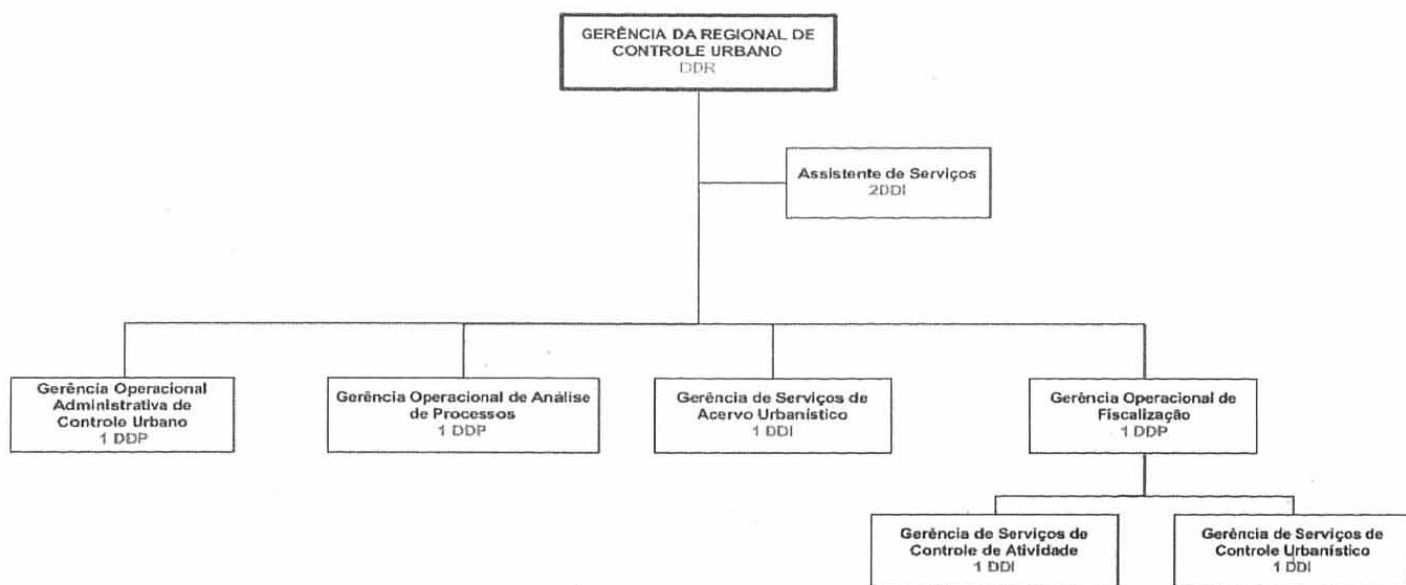 GERÊNCIA DA REGIONAL DE
CONTROLE URBANO
DDR
Assistente de Serviços
2DDI
Gerência Operacional
Administrativa de
Controle Urbano
1 DDP
Gerência Operacional de Análise
de Processos
1 DDP
Gerência de Serviços de
Acervo Urbanístico
1 DDI
Gerência Operacional de
Fiscalização
1 DDP
Gerência de Serviços de
Controle de Atividade
1 DDI
Gerência de Serviços de
Controle Urbanístico
1 DDI